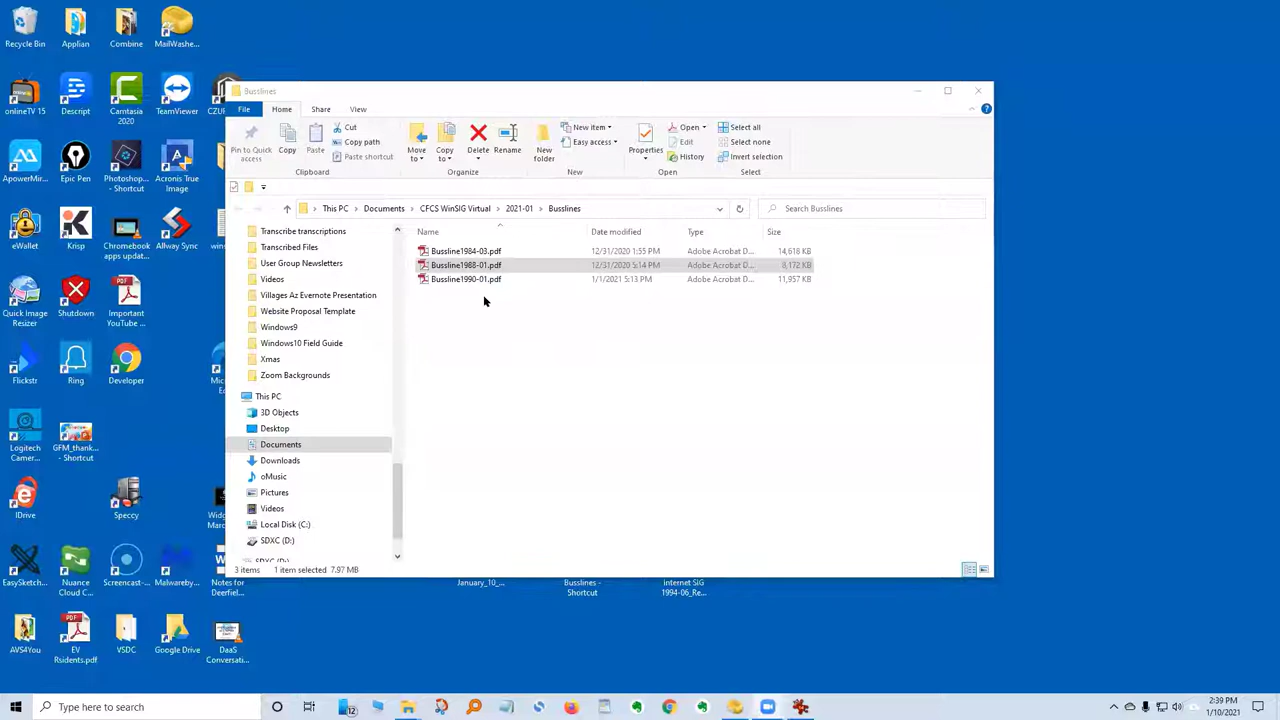 Recycle Bin
Applian
Combine
MailWashe...
onlineTV 15
Descript
Camtasia
2020
TeamViewer
CZUR
ApowerMir...
Epic Pen
Photoshop...
- Shortcut
Acronis
True Image
eWallet
Krisp
Chromebook
apps updat...
Allway Sync
Quick Image
Resizer
Shutdown
Important
YouTube ...
Flickstr
Ring
Developer
Logitech
Camer...
GFM_thank...
- Shortcut
IDrive
Speccy
EasySketch...
Nuance
Cloud C...
Screencast-...
Malwareby...
Notes for
Deerfiel...
January_10_...
Busslines -
Shortcut
internet SIG
1994-06_Re...
AVS4You
EV
Rsidents.pdf
VSDC
Google Drive
DaaS
Conversati...
Busslines
File
Home
Share
View
Pin to Quick
access
Copy
Paste
Cut
Copy path
Paste shortcut
Clipboard
Move
to
Copy
to
Delete
Rename
Organize
New
folder
New item
Easy access
New
Properties
Open
Edit
History
Open
Select all
Select none
Invert selection
Select
This PC > Documents > CFCS WinSIG Virtual > 2021-01 > Busslines
Search Busslines
Name
Date modified
Type
Size
Bussline1984-03.pdf 12/31/2020 1:55 PM Adobe Acrobat D... 14,618 KB
Bussline1988-01.pdf 12/31/2020 5:14 PM Adobe Acrobat D... 8,172 KB
Bussline1990-01.pdf 1/1/2021 5:13 PM Adobe Acrobat D... 11,957 KB
Transcribe transcriptions
Transcribed Files
User Group Newsletters
Videos
Villages Az Evernote Presentation
Website Proposal Template
Windows9
Windows10 Field Guide
Xmas
Zoom Backgrounds
This PC
3D Objects
Desktop
Documents
Downloads
oMusic
Pictures
Videos
Local Disk (C:)
SDXC (D:)
SDXC (D:)
3 items 1 item selected 7.97 MB
Type here to search
12
2:39 PM
1/10/2021